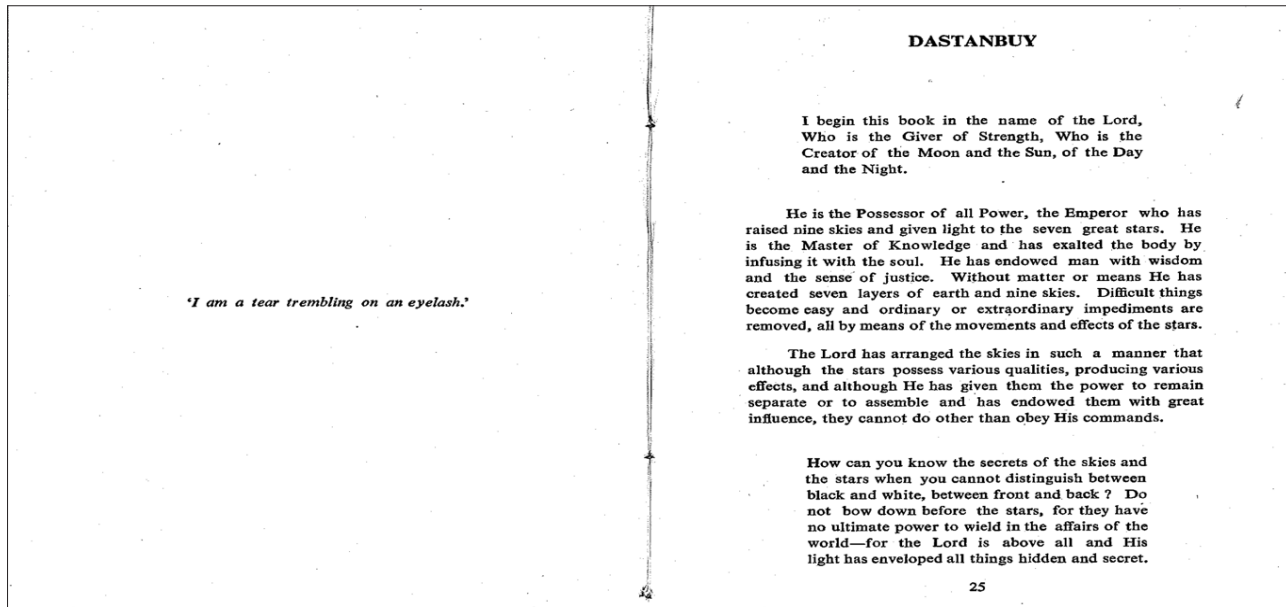 ‘I am a tear trembling on an eyelash.’
DASTANBUY
I begin this book in the name of the Lord,
Who is the Giver of Strength, Who is the
Creator of the Moon and the Sun, of the Day
and the Night.
He is the Possessor of all Power, the Emperor who has
raised nine skies and given light to the seven great stars. He
is the Master of Knowledge and has exalted the body by
infusing it with the soul. He has endowed man with wisdom
and the sense of justice. Without matter or means He has
created seven layers of earth and nine skies. Difficult things
become easy and ordinary or extraordinary impediments are
removed, all by means of the movements and effects of the stars.
The Lord has arranged the skies in such a manner that
although the stars possess various qualities, producing various
effects, and although He has given them the power to remain
separate or to assemble and has endowed them with great
influence, they cannot do other than obey His commands.
How can you know the secrets of the skies and
the stars when you cannot distinguish between
black and white, between front and back ? Do
not bow down before the stars, for they have
no ultimate power to wield in the affairs of the
world—for the Lord is above all and His
light has enveloped all things hidden and secret.
25